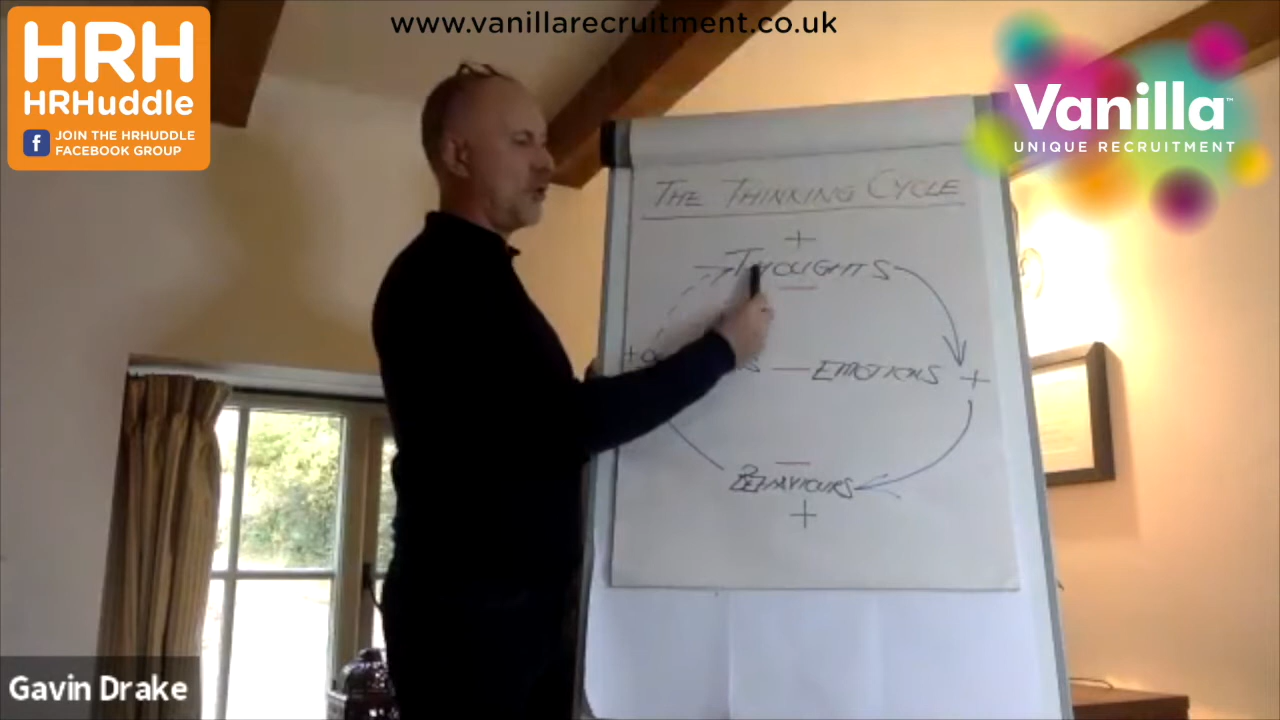 www.vanillarecruitment.co.uk
HRH
HRHuddle
f JOIN THE HRHUDDLE
FACEBOOK GROUP
Vanilla™
UNIQUE RECRUITMENT
THE THINKING CYCLE
+
THOUGHTS
— EMOTIONS +
—
BEHAVIOURS
+
Gavin Drake